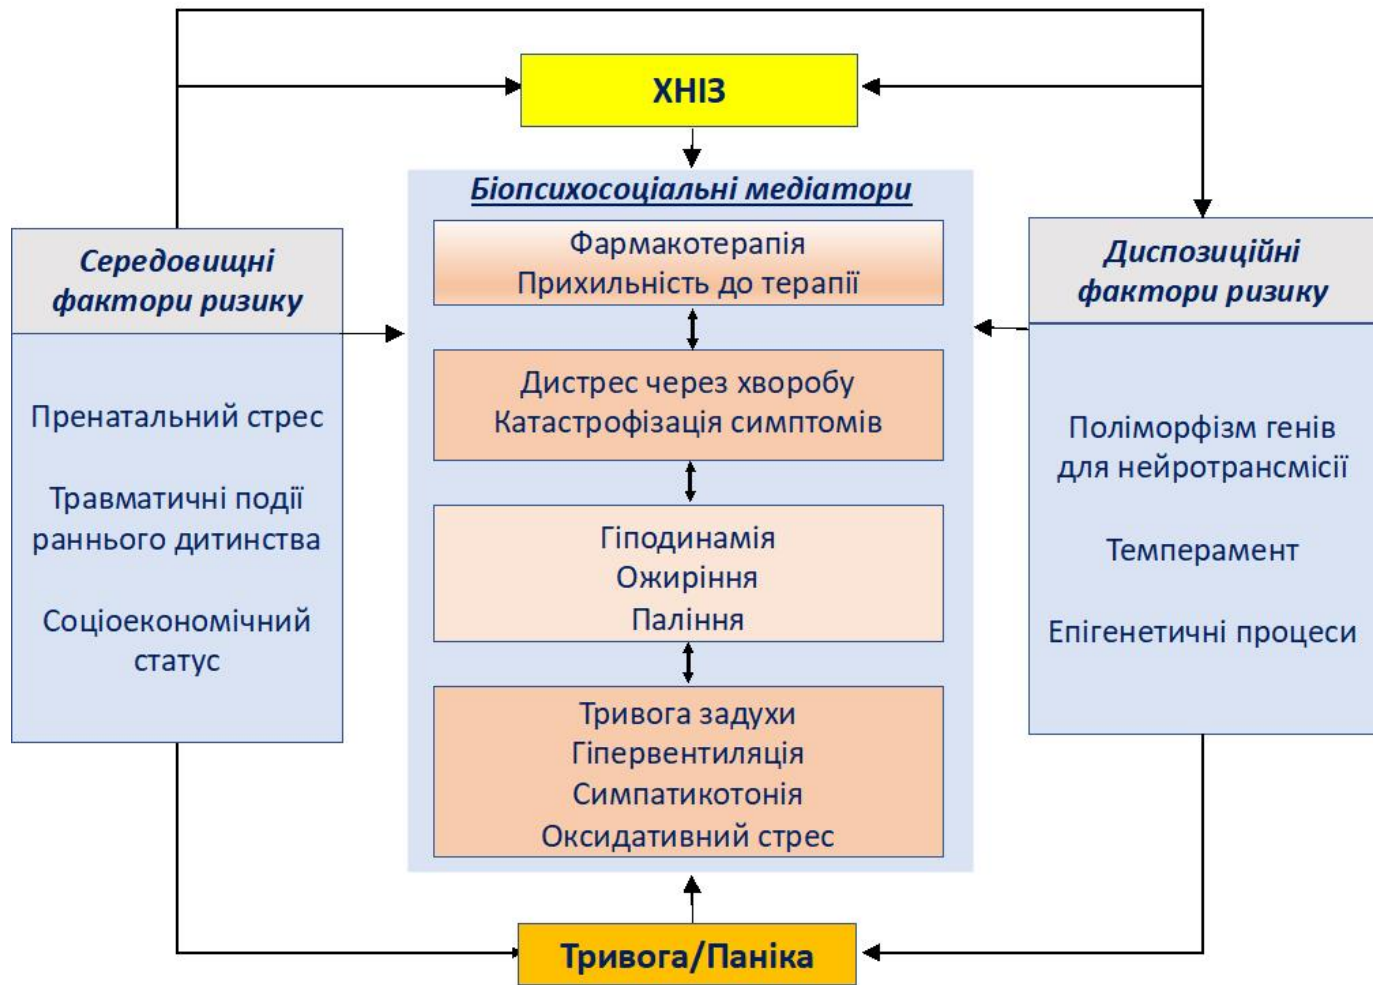 ХНІЗ
Біопсихосоціальні медіатори
Фармакотерапія
Прихильність до терапії
Дистрес через хворобу
Катастрофізація симптомів
Гіподинамія
Ожиріння
Паління
Тривога задухи
Гіпервентиляція
Симпатикотонія
Оксидативний стрес
Середовищні
фактори ризику
Пренатальний стрес
Травматичні події
раннього дитинства
Соціоекономічний
статус
Диспозиційні
фактори ризику
Поліморфізм генів
для нейротрансмісії
Темперамент
Епігенетичні процеси
Тривога/Паніка